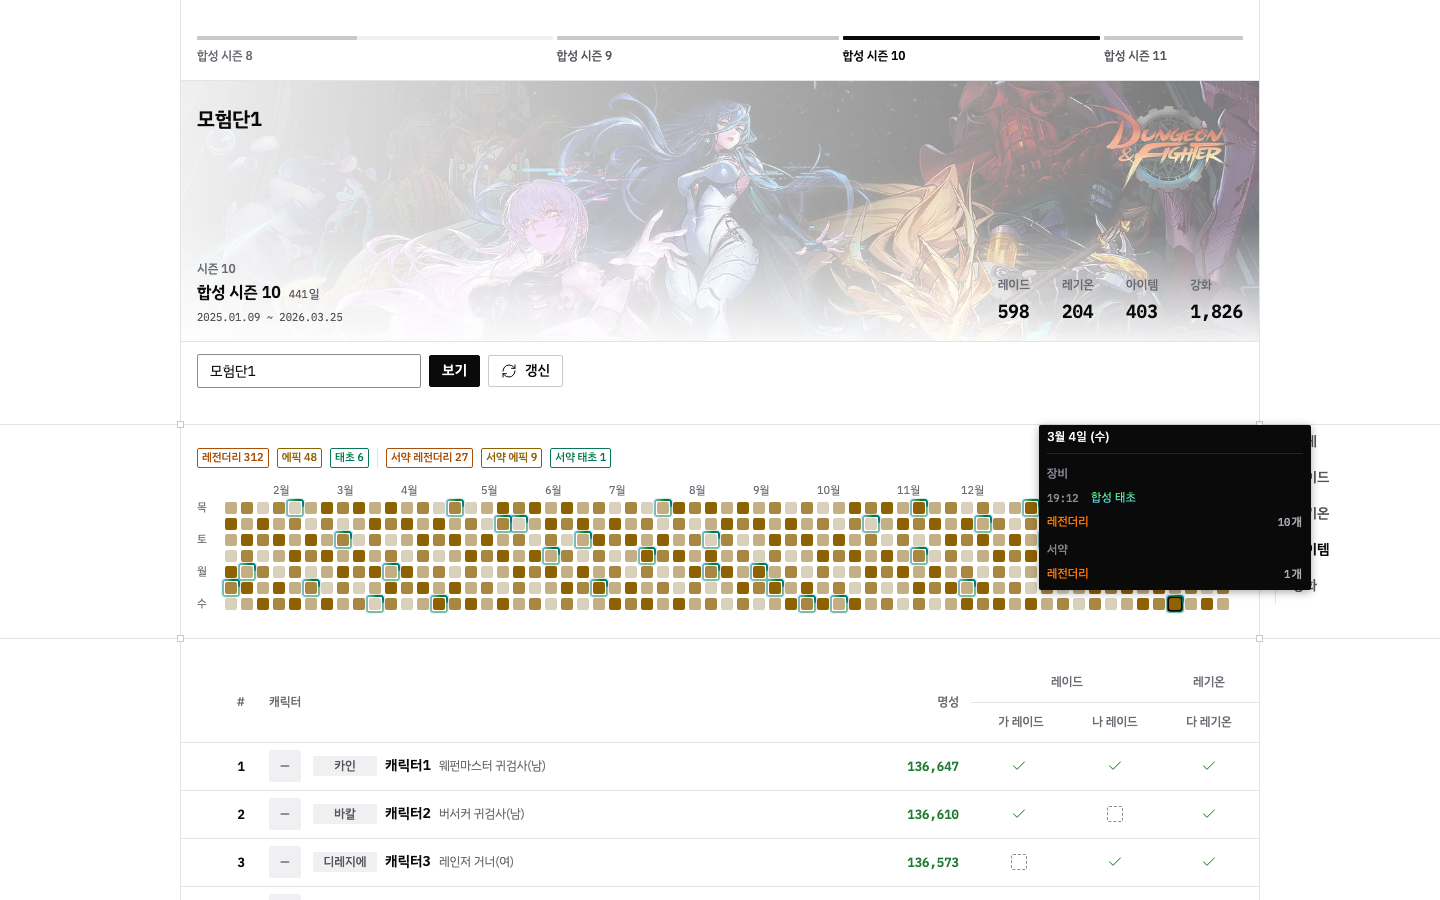 합성 시즌 8
합성 시즌 9
합성 시즌 10
합성 시즌 11
모험단1
DUNGEON
&FIGHTER
시즌 10
합성 시즌 10 441일
2025.01.09 ~ 2026.03.25
레이드 레기온 아이템 강화
598 204 403 1,826
모험단1 보기 갱신
레전더리 312 에픽 48 태초 6 서약 레전더리 27 서약 에픽 9 서약 태초 1
2월 3월 4월 5월 6월 7월 8월 9월 10월 11월 12월
목
토
월
수
3월 4일 (수)
장비
19:12 합성 태초
레전더리 10개
서약
레전더리 1개
# 캐릭터 명성 레이드 레기온
가 레이드 나 레이드 다 레기온
1 카인 캐릭터1 웨펀마스터 귀검사(남) 136,647
2 바칼 캐릭터2 버서커 귀검사(남) 136,610
3 디레지에 캐릭터3 레인저 거너(여) 136,573